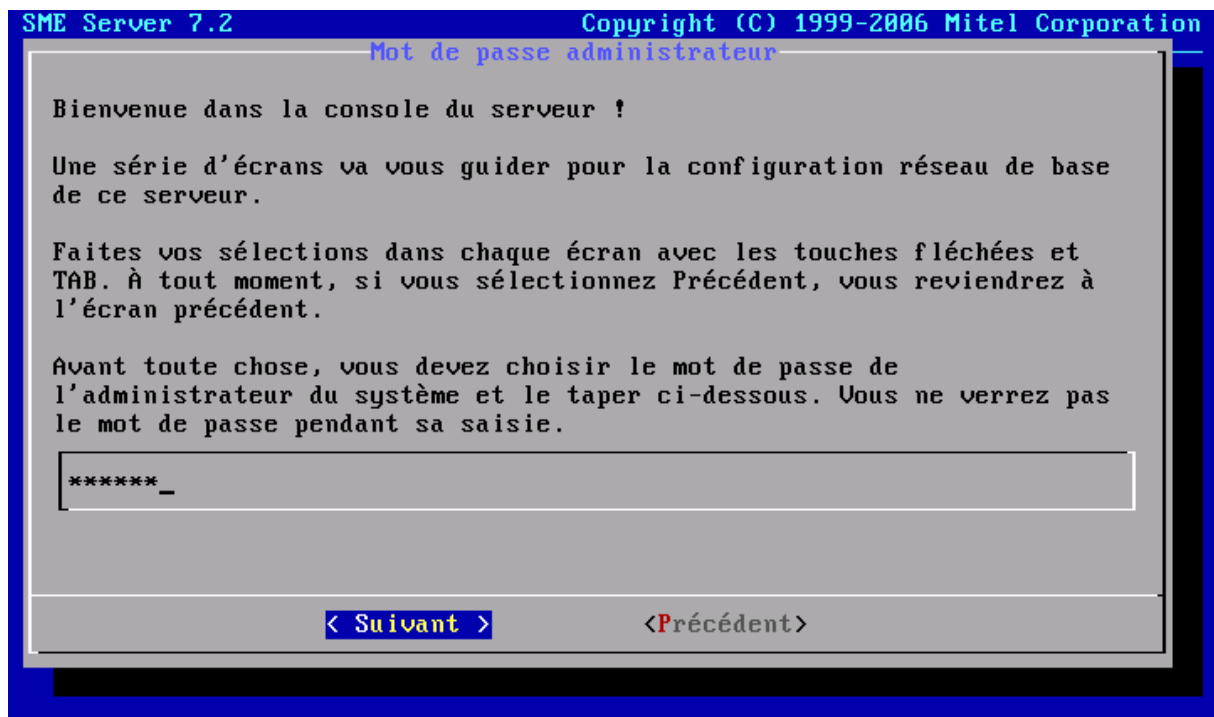 SME Server 7.2 Copyright (C) 1999-2006 Mitel Corporation
Mot de passe administrateur
Bienvenue dans la console du serveur !
Une série d'écrans va vous guider pour la configuration réseau de base
de ce serveur.
Faites vos sélections dans chaque écran avec les touches fléchées et
TAB. À tout moment, si vous sélectionnez Précédent, vous reviendrez à
l'écran précédent.
Avant toute chose, vous devez choisir le mot de passe de
l'administrateur du système et le taper ci-dessous. Vous ne verrez pas
le mot de passe pendant sa saisie.
******_
< Suivant > <Précédent>